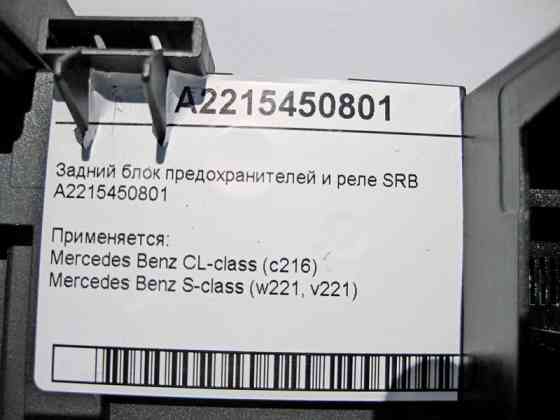 A2215450801
Задний блок предохранителей и реле SRB
A2215450801
Применяется:
Mercedes Benz CL-class (c216)
Mercedes Benz S-class (w221, v221)